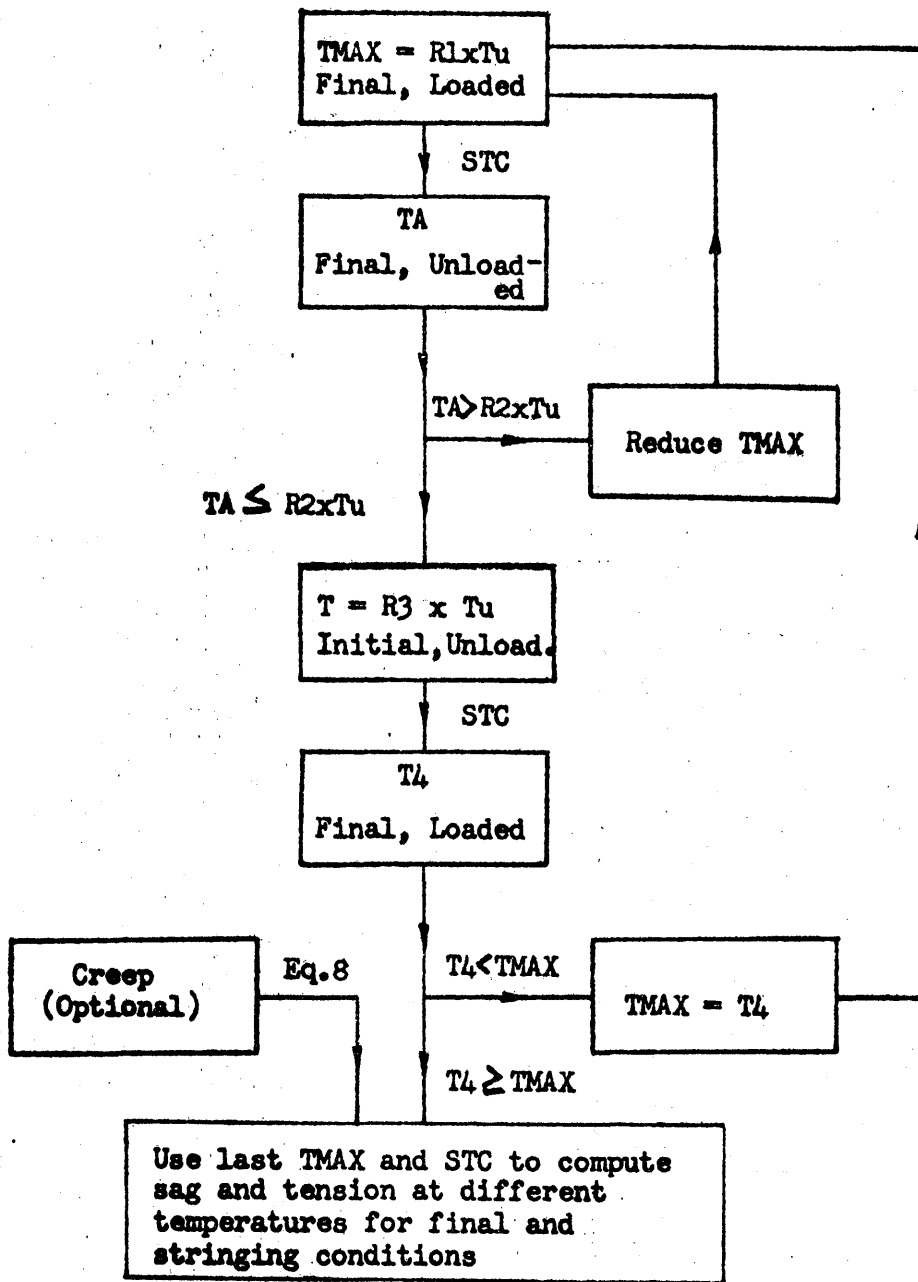 TMAX = R1xTu
Final, Loaded
STC
TA
Final, Unload-
ed
TA>R2xTu
Reduce TMAX
TA ≤ R2xTu
T = R3 x Tu
Initial,Unload.
STC
T4
Final, Loaded
Creep
(Optional)
Eq.8
T4<TMAX
TMAX = T4
T4 ≥ TMAX
Use last TMAX and STC to compute
sag and tension at different
temperatures for final and
stringing conditions